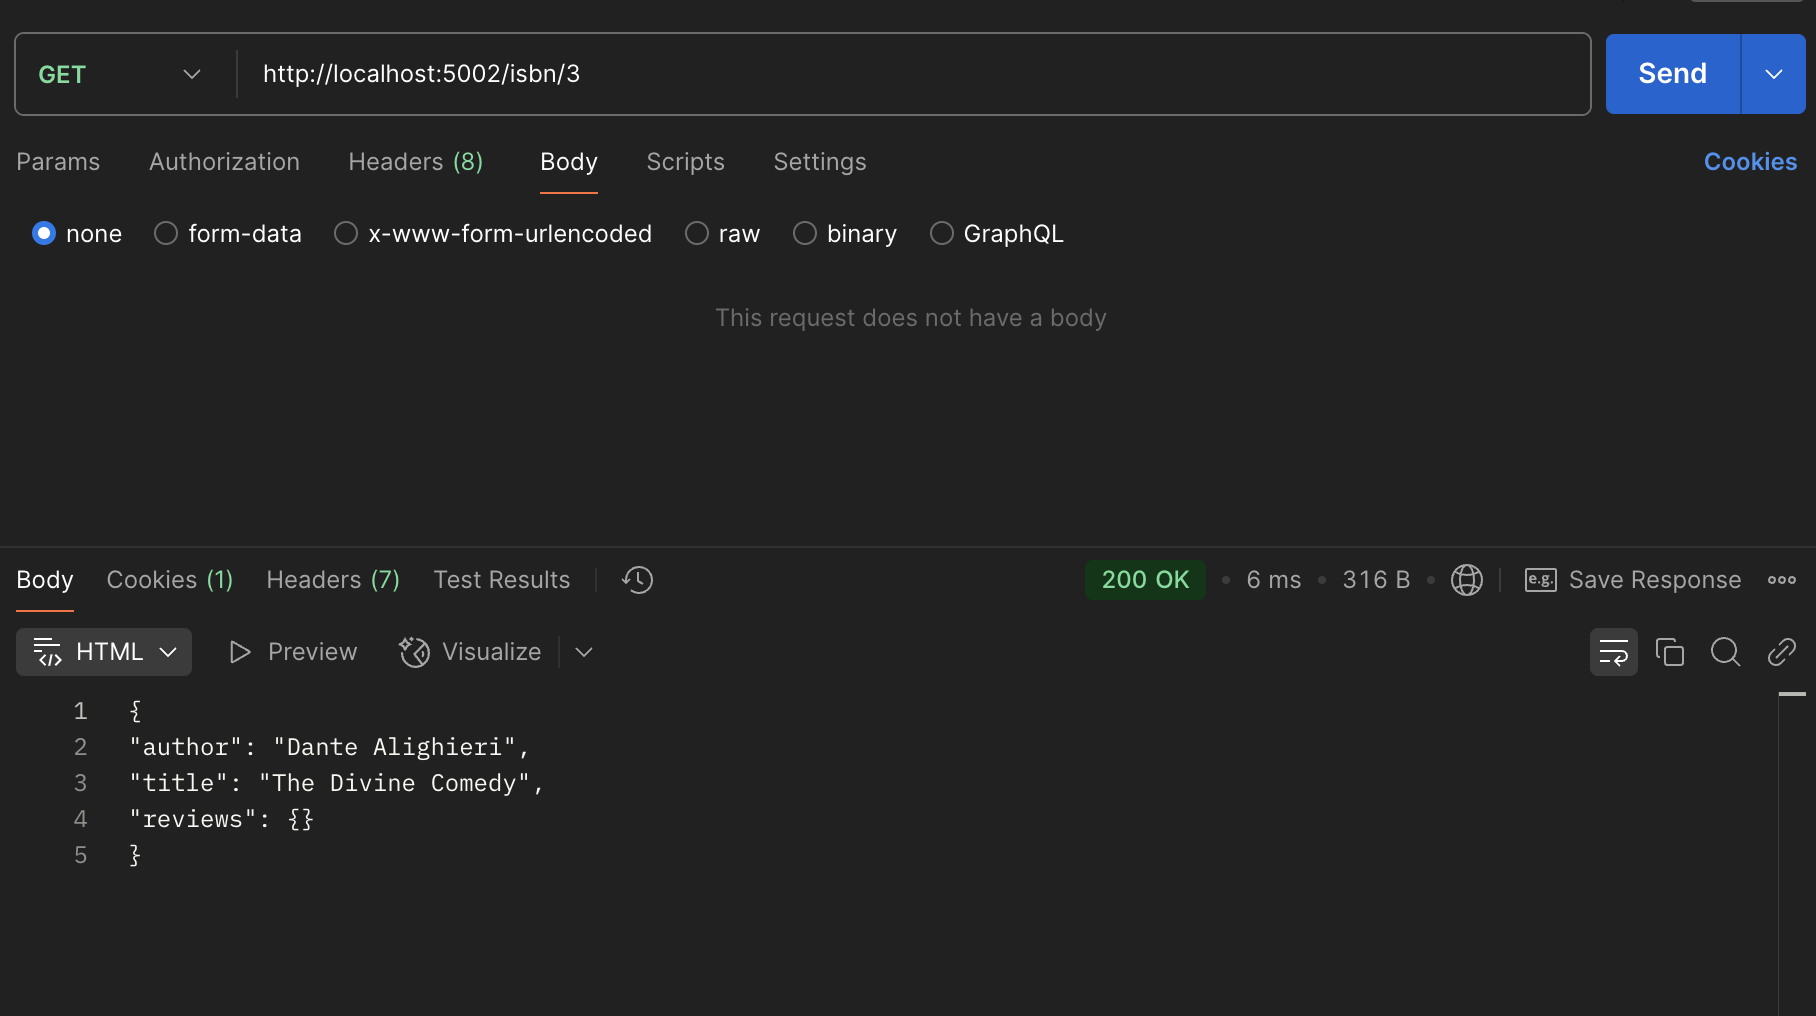 GET http://localhost:5002/isbn/3 Send
Params Authorization Headers (8) Body Scripts Settings Cookies
none form-data x-www-form-urlencoded raw binary GraphQL
This request does not have a body
Body Cookies (1) Headers (7) Test Results 200 OK • 6 ms • 316 B • e.g. Save Response
HTML Preview Visualize
1 {
2 "author": "Dante Alighieri",
3 "title": "The Divine Comedy",
4 "reviews": {}
5 }